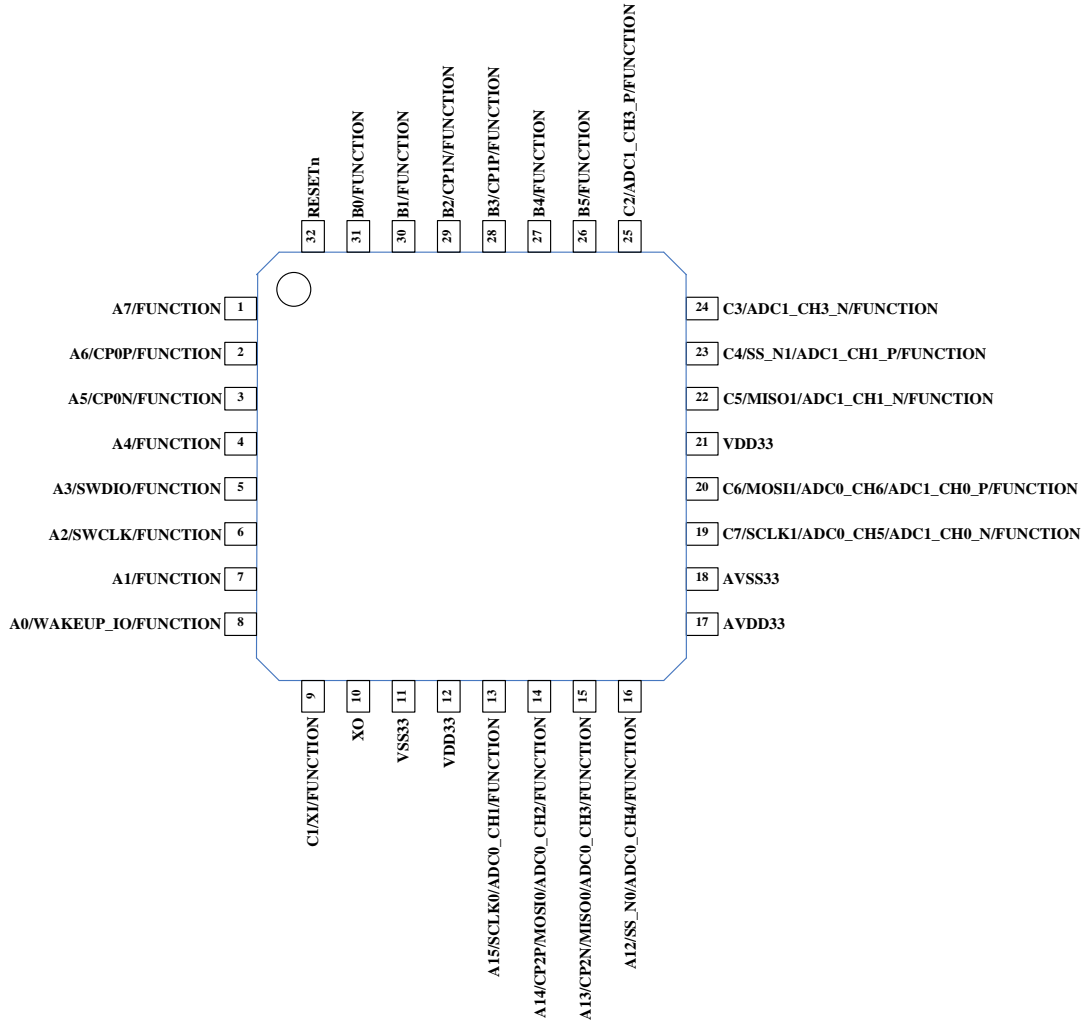 32 RESETn
31 B0/FUNCTION
30 B1/FUNCTION
29 B2/CP1N/FUNCTION
28 B3/CP1P/FUNCTION
27 B4/FUNCTION
26 B5/FUNCTION
25 C2/ADC1_CH3_P/FUNCTION
A7/FUNCTION 1
A6/CP0P/FUNCTION 2
A5/CP0N/FUNCTION 3
A4/FUNCTION 4
A3/SWDIO/FUNCTION 5
A2/SWCLK/FUNCTION 6
A1/FUNCTION 7
A0/WAKEUP_IO/FUNCTION 8
24 C3/ADC1_CH3_N/FUNCTION
23 C4/SS_N1/ADC1_CH1_P/FUNCTION
22 C5/MISO1/ADC1_CH1_N/FUNCTION
21 VDD33
20 C6/MOSI1/ADC0_CH6/ADC1_CH0_P/FUNCTION
19 C7/SCLK1/ADC0_CH5/ADC1_CH0_N/FUNCTION
18 AVSS33
17 AVDD33
C1/XI/FUNCTION 9
XO 10
VSS33 11
VDD33 12
A15/SCLK0/ADC0_CH1/FUNCTION 13
A14/CP2P/MOSI0/ADC0_CH2/FUNCTION 14
A13/CP2N/MISO0/ADC0_CH3/FUNCTION 15
A12/SS_N0/ADC0_CH4/FUNCTION 16